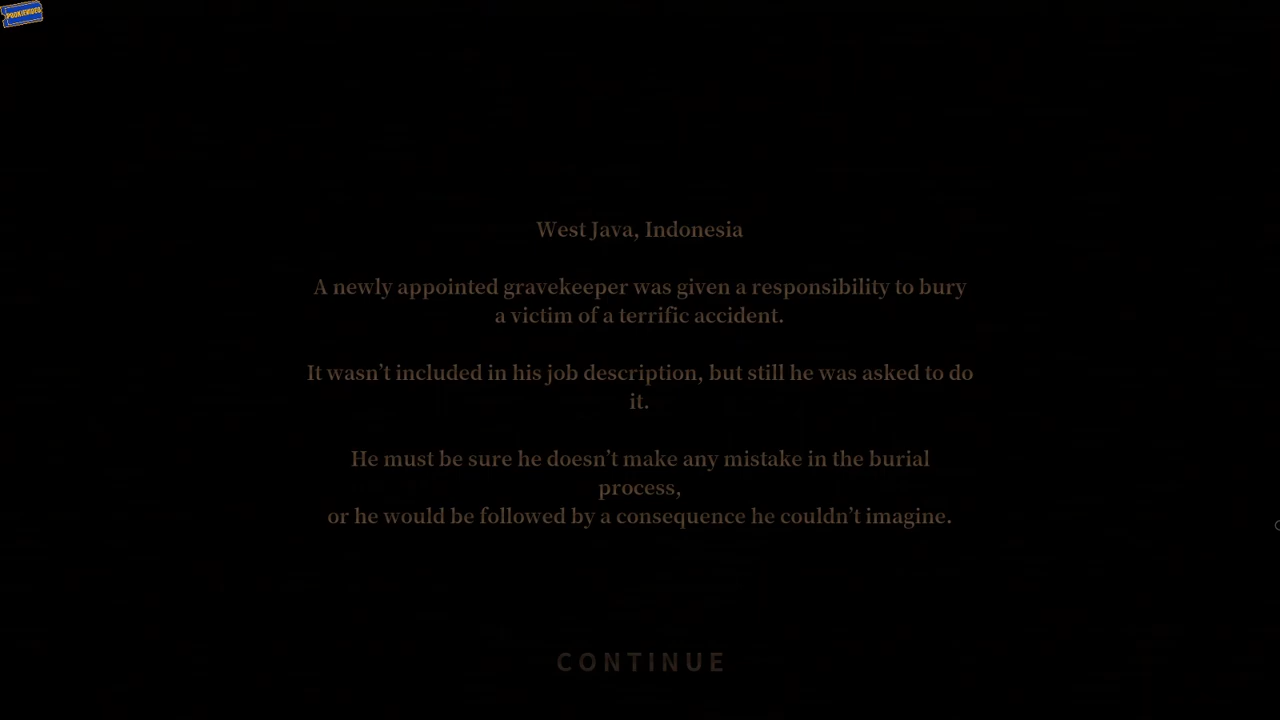 POOKIEVIDEO
West Java, Indonesia
A newly appointed gravekeeper was given a responsibility to bury
a victim of a terrific accident.
It wasn't included in his job description, but still he was asked to do
it.
He must be sure he doesn't make any mistake in the burial
process,
or he would be followed by a consequence he couldn't imagine.
CONTINUE